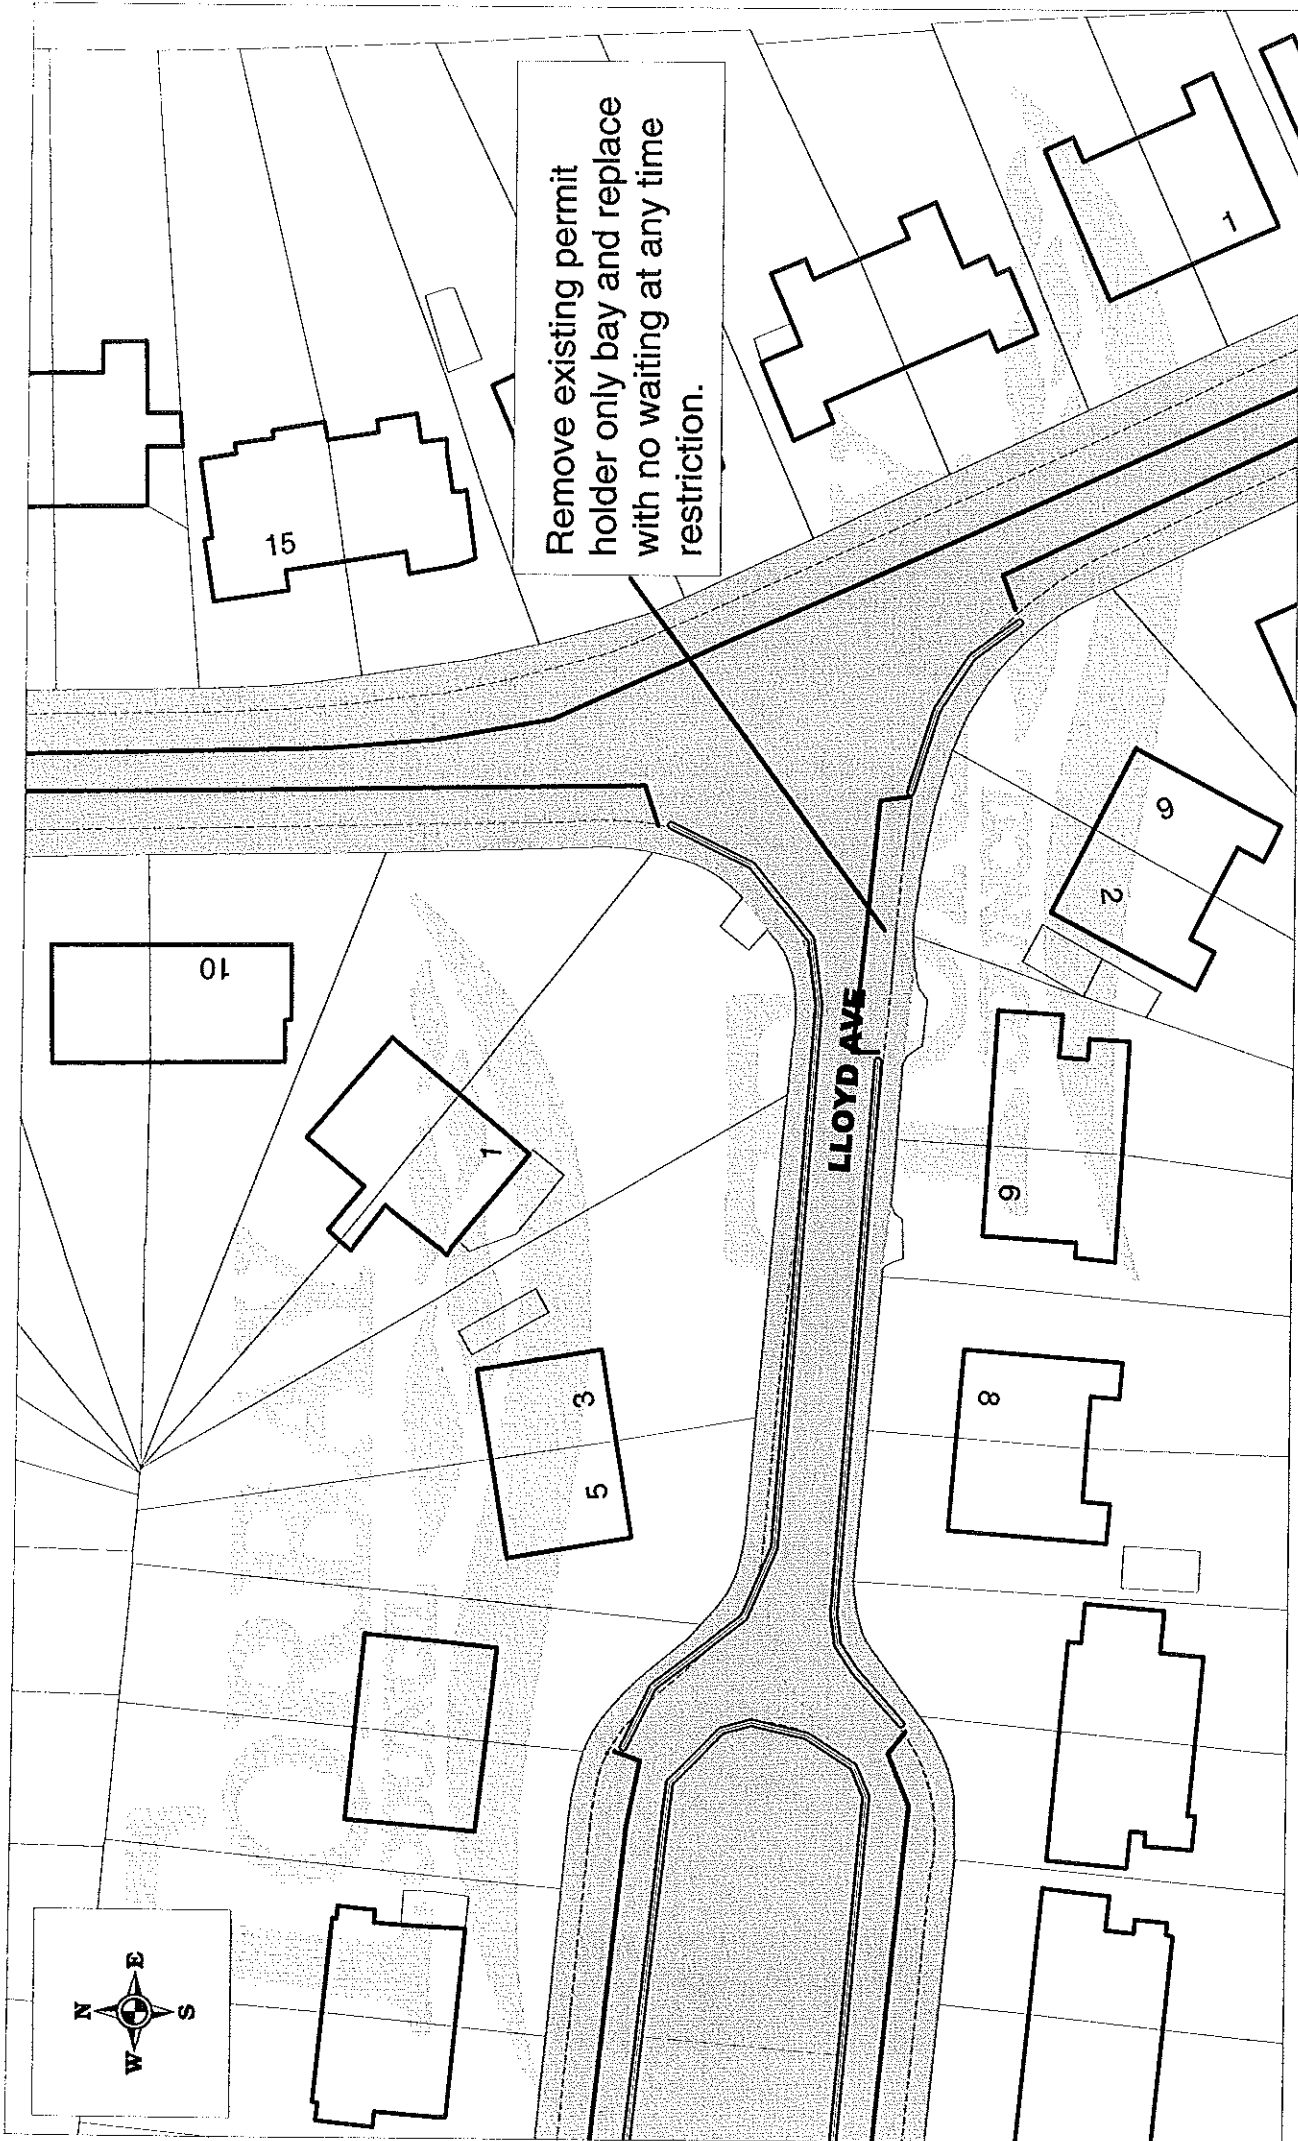 N
W E
S
10
15
1
3
5
Remove existing permit
holder only bay and replace
with no waiting at any time
restriction.
LLOYD AVE
8
6
2
6
1